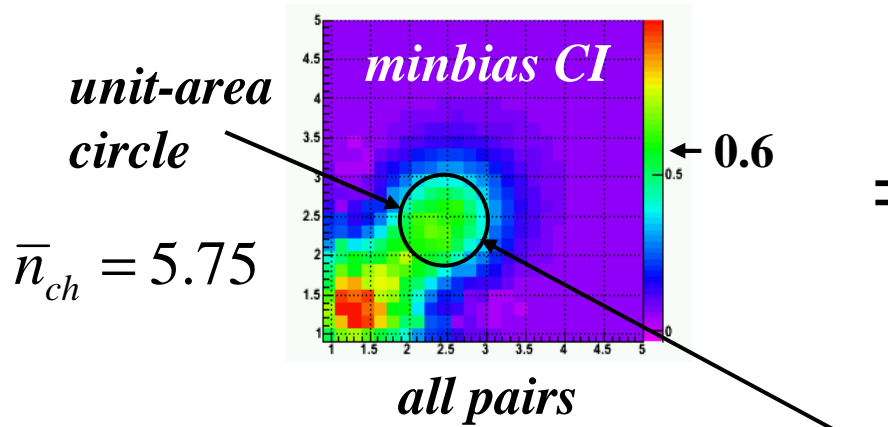 minbias CI
unit-area
circle
n̅ch = 5.75
5
4.5
4
3.5
3
2.5
2
1.5
1
1 1.5 2 2.5 3 3.5 4 4.5 5
0.6
0.5
0
=
all pairs